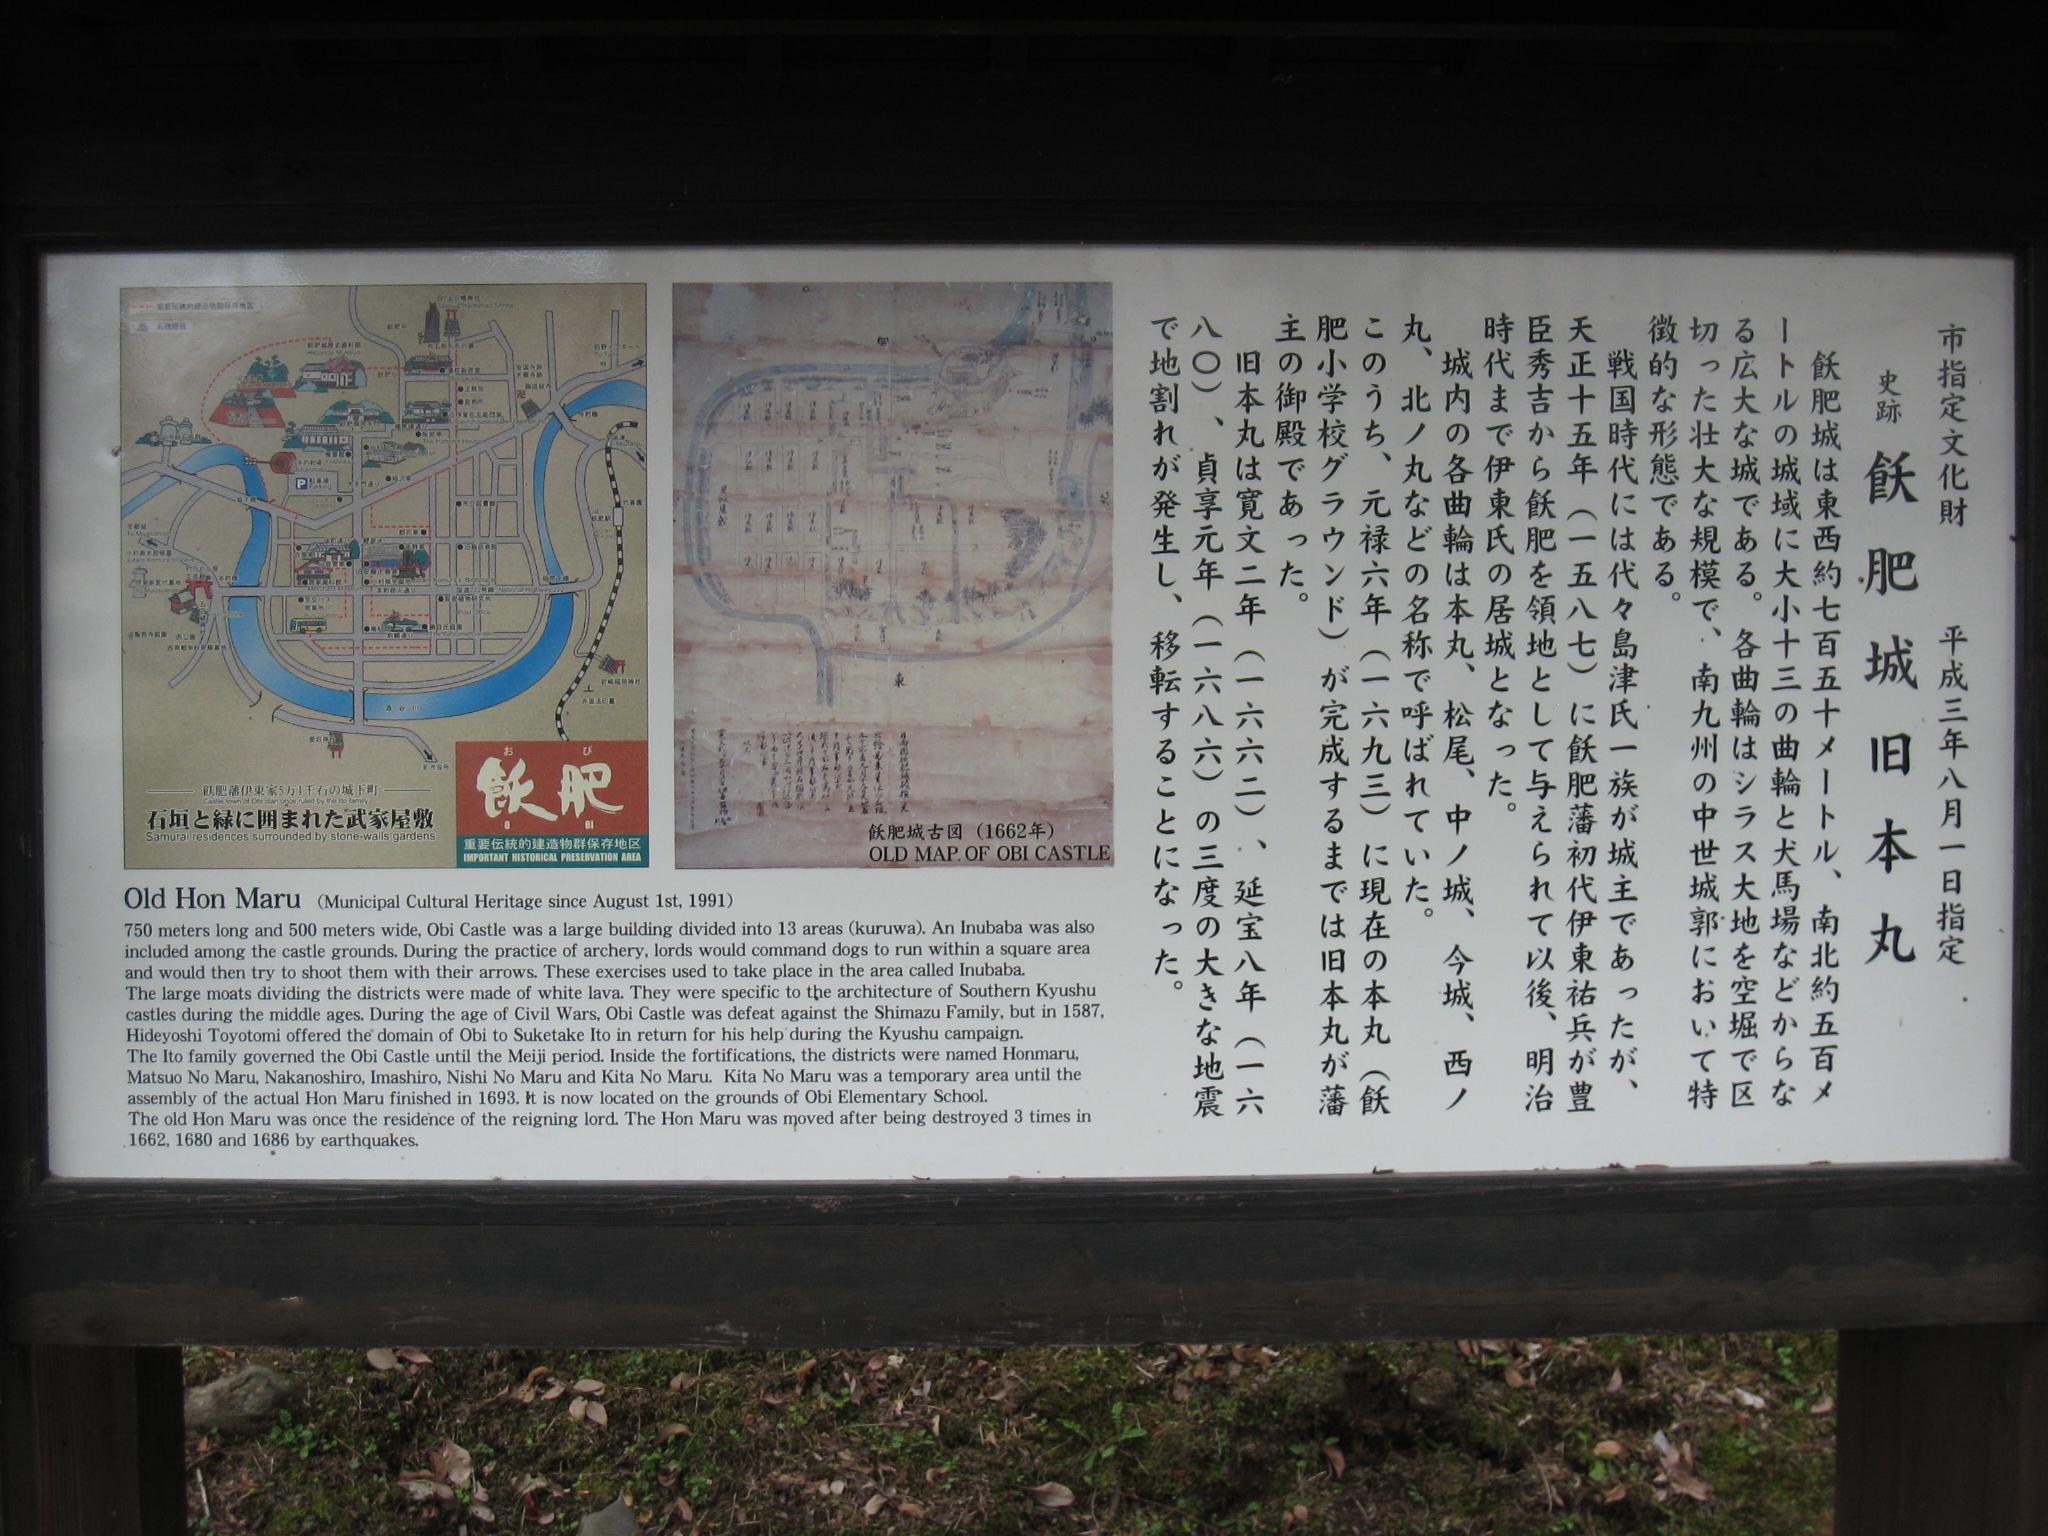 市指定文化財　平成三年八月一日指定
史跡 飫肥城旧本丸
飫肥城は東西約七百五十メートル、南北約五百メ
ートルの城域に大小十三の曲輪と犬馬場などからな
る広大な城である。各曲輪はシラス大地を空堀で区
切った壮大な規模で、南九州の中世城郭において特
徴的な形態である。
戦国時代には代々島津氏一族が城主であったが、
天正十五年（一五八七）に飫肥藩初代伊東祐兵が豊
臣秀吉から飫肥を領地として与えられて以後、明治
時代まで伊東氏の居城となった。
城内の各曲輪は本丸、松尾、中ノ城、今城、西ノ
丸、北ノ丸などの名称で呼ばれていた。
このうち、元禄六年（一六九三）に現在の本丸（飫
肥小学校グラウンド）が完成するまでは旧本丸が藩
主の御殿であった。
旧本丸は寛文二年（一六六二）、延宝八年（一六
八〇）、貞享元年（一六八六）の三度の大きな地震
で地割れが発生し、移転することになった。
飫肥藩伊東家5万1千石の城下町
Castle town of Obi clan once ruled by the Ito family
石垣と緑に囲まれた武家屋敷
Samurai residences surrounded by stone-walls gardens
おび
飫肥
O BI
重要伝統的建造物群保存地区
IMPORTANT HISTORICAL PRESERVATION AREA
東
飫肥城古図（1662年）
OLD MAP OF OBI CASTLE
Old Hon Maru (Municipal Cultural Heritage since August 1st, 1991)
750 meters long and 500 meters wide, Obi Castle was a large building divided into 13 areas (kuruwa). An Inubaba was also
included among the castle grounds. During the practice of archery, lords would command dogs to run within a square area
and would then try to shoot them with their arrows. These exercises used to take place in the area called Inubaba.
The large moats dividing the districts were made of white lava. They were specific to the architecture of Southern Kyushu
castles during the middle ages. During the age of Civil Wars, Obi Castle was defeat against the Shimazu Family, but in 1587,
Hideyoshi Toyotomi offered the domain of Obi to Suketake Ito in return for his help during the Kyushu campaign.
The Ito family governed the Obi Castle until the Meiji period. Inside the fortifications, the districts were named Honmaru,
Matsuo No Maru, Nakanoshiro, Imashiro, Nishi No Maru and Kita No Maru. Kita No Maru was a temporary area until the
assembly of the actual Hon Maru finished in 1693. It is now located on the grounds of Obi Elementary School.
The old Hon Maru was once the residence of the reigning lord. The Hon Maru was moved after being destroyed 3 times in
1662, 1680 and 1686 by earthquakes.